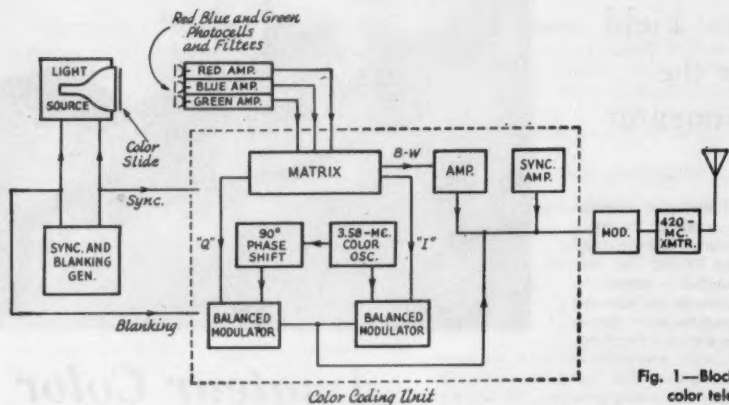 Red, Blue and Green
Photocells
and Filters
LIGHT
SOURCE
RED AMP.
BLUE AMP.
GREEN AMP.
Color
Slide
MATRIX
B-W
AMP.
SYNC.
AMP.
Sync.
SYNC. AND
BLANKING
GEN.
"Q"
90°
PHASE
SHIFT
3.58-MC.
COLOR
OSC.
"I"
MOD.
420-
MC.
XMTR.
Blanking
BALANCED
MODULATOR
BALANCED
MODULATOR
Color Coding Unit
Fig. 1—Block
color tele